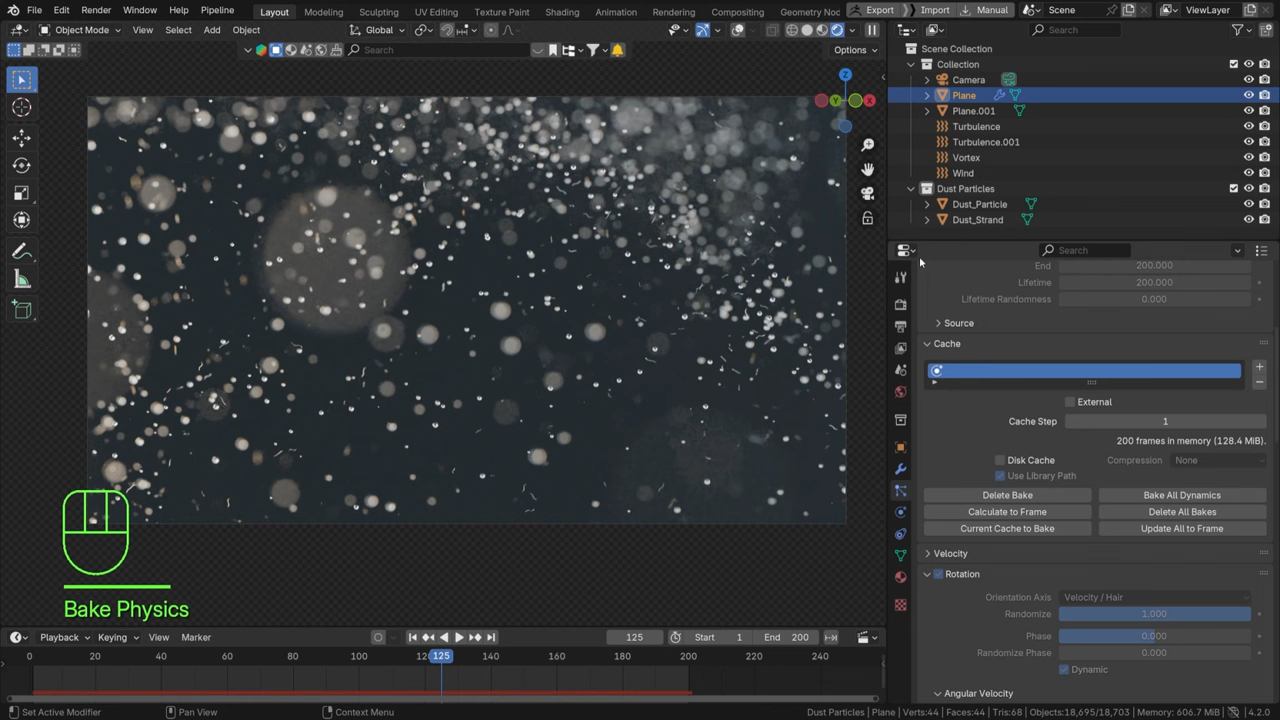 File Edit Render Window Help Pipeline Layout Modeling Sculpting UV Editing Texture Paint Shading Animation Rendering Compositing Geometry Noc Export Import Manual Scene ViewLayer
Object Mode View Select Add Object Global Search
Search Options
Scene Collection
Collection
Camera
Plane
Plane.001
Turbulence
Turbulence.001
Vortex
Wind
Dust Particles
Dust_Particle
Dust_Strand
Z
Y X
Search
End 200.000
Lifetime 200.000
Lifetime Randomness 0.000
Source
Cache
External
Cache Step 1
200 frames in memory (128.4 MiB).
Disk Cache Compression None
Use Library Path
Delete Bake Bake All Dynamics
Calculate to Frame Delete All Bakes
Current Cache to Bake Update All to Frame
Velocity
Rotation
Orientation Axis Velocity / Hair
Randomize 1.000
Phase 0.000
Randomize Phase 0.000
Dynamic
Angular Velocity
Bake Physics
Playback Keying View Marker 125 Start 1 End 200
0 20 40 60 80 100 120 125 140 160 180 200 220 240
Set Active Modifier Pan View Context Menu Dust Particles | Plane | Verts:44 | Faces:44 | Tris:68 | Objects:18,695/18,703 | Memory: 606.7 MiB | 4.2.0